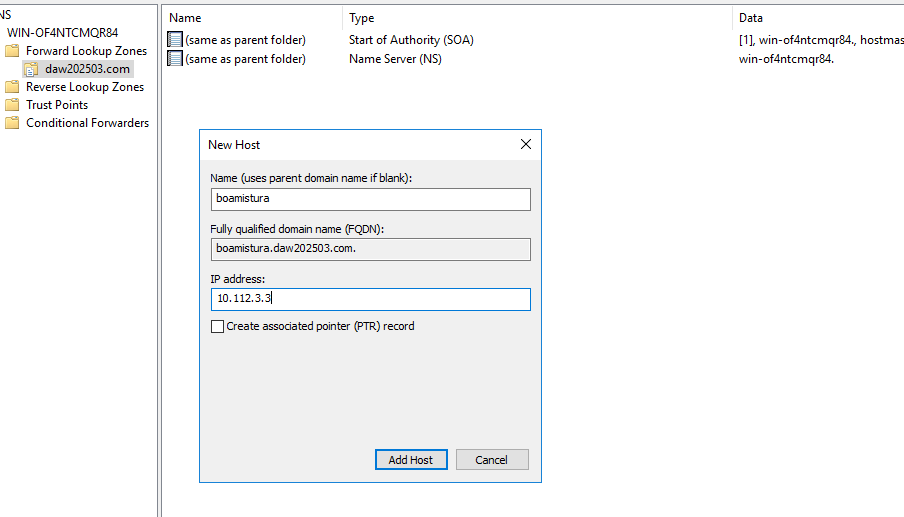 NS
WIN-OF4NTCMQR84
Forward Lookup Zones
daw202503.com
Reverse Lookup Zones
Trust Points
Conditional Forwarders
Name Type Data
(same as parent folder) Start of Authority (SOA) [1], win-of4ntcmqr84., hostmas
(same as parent folder) Name Server (NS) win-of4ntcmqr84.
New Host
Name (uses parent domain name if blank):
boamistura
Fully qualified domain name (FQDN):
boamistura.daw202503.com.
IP address:
10.112.3.3
Create associated pointer (PTR) record
Add Host Cancel